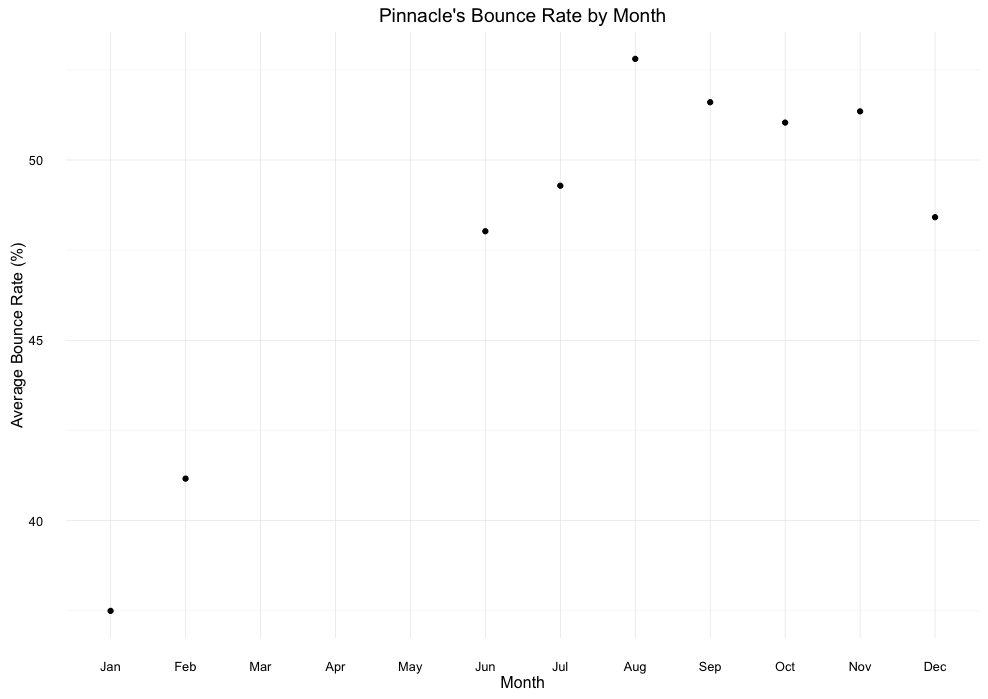 Pinnacle's Bounce Rate by Month
Average Bounce Rate (%)
50
45
40
Jan Feb Mar Apr May Jun Jul Aug Sep Oct Nov Dec
Month